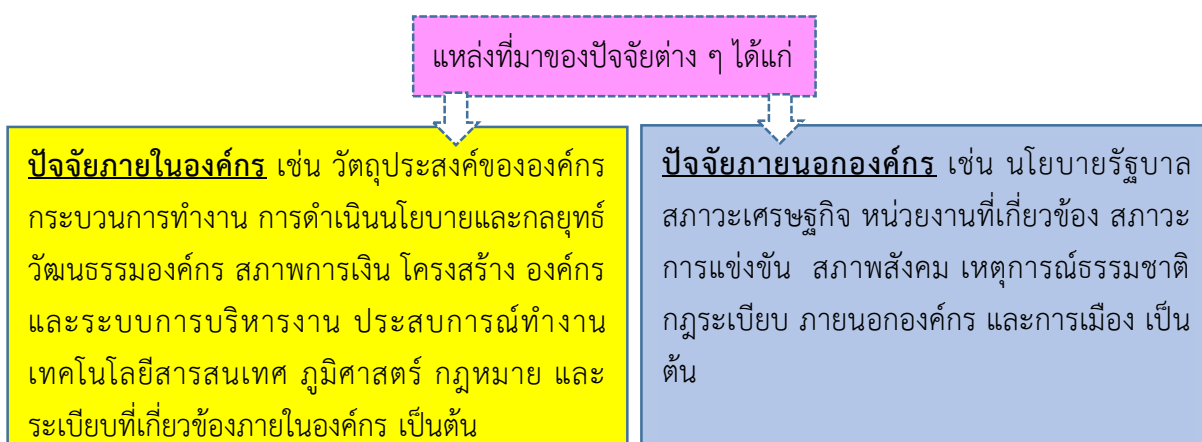 แหล่งที่มาของปัจจัยต่าง ๆ ได้แก่
ปัจจัยภายในองค์กร เช่น วัตถุประสงค์ขององค์กร
กระบวนการทำงาน การดำเนินนโยบายและกลยุทธ์
วัฒนธรรมองค์กร สภาพการเงิน โครงสร้าง องค์กร
และระบบการบริหารงาน ประสบการณ์ทำงาน
เทคโนโลยีสารสนเทศ ภูมิศาสตร์ กฎหมาย และ
ระเบียบที่เกี่ยวข้องภายในองค์กร เป็นต้น
ปัจจัยภายนอกองค์กร เช่น นโยบายรัฐบาล
สภาวะเศรษฐกิจ หน่วยงานที่เกี่ยวข้อง สภาวะ
การแข่งขัน สภาพสังคม เหตุการณ์ธรรมชาติ
กฎระเบียบ ภายนอกองค์กร และการเมือง เป็น
ต้น